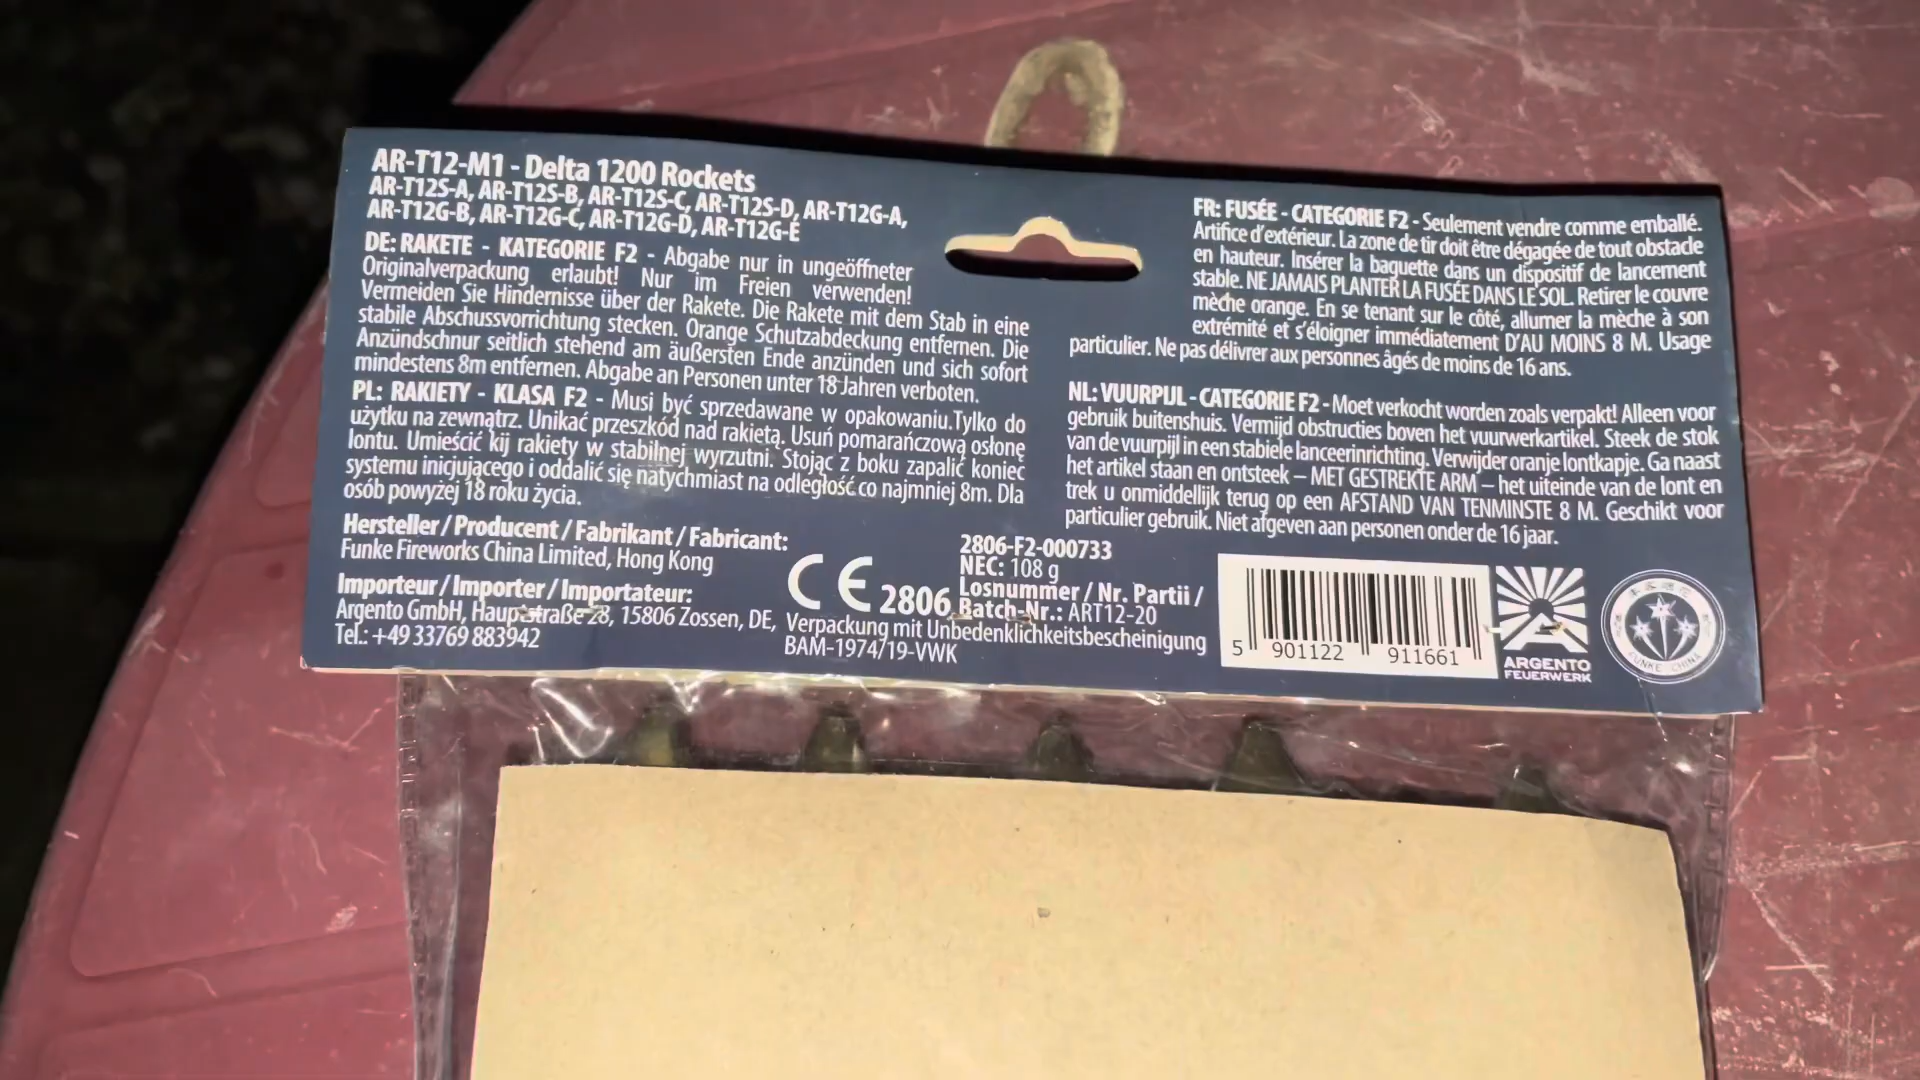 AR-T12-M1 - Delta 1200 Rockets
AR-T12S-A, AR-T12S-B, AR-T12S-C, AR-T12S-D, AR-T12G-A,
AR-T12G-B, AR-T12G-C, AR-T12G-D, AR-T12G-E
DE: RAKETE - KATEGORIE F2 - Abgabe nur in ungeöffneter
Originalverpackung erlaubt! Nur im Freien verwenden!
Vermeiden Sie Hindernisse über der Rakete. Die Rakete mit dem Stab in eine
stabile Abschussvorrichtung stecken. Orange Schutzabdeckung entfernen. Die
Anzündschnur seitlich stehend am äußersten Ende anzünden und sich sofort
mindestens 8m entfernen. Abgabe an Personen unter 18 Jahren verboten.
PL: RAKIETY - KLASA F2 - Musi być sprzedawane w opakowaniu.Tylko do
użytku na zewnątrz. Unikać przeszkód nad rakietą. Usuń pomarańczową osłonę
lontu. Umieścić kij rakiety w stabilnej wyrzutni. Stojąc z boku zapalić koniec
systemu inicjującego i oddalić się natychmiast na odległość co najmniej 8m. Dla
osób powyżej 18 roku życia.
Hersteller / Producent / Fabrikant / Fabricant:
Funke Fireworks China Limited, Hong Kong
Importeur / Importer / Importateur:
Argento GmbH, Hauptstraße 28, 15806 Zossen, DE,
Tel.: +49 33769 883942
CE 2806
2806-F2-000733
NEC: 108 g
Losnummer / Nr. Partii /
Batch-Nr.: ART12-20
Verpackung mit Unbedenklichkeitsbescheinigung
BAM-1974/19-VWK
FR: FUSÉE - CATEGORIE F2 - Seulement vendre comme emballé.
Artifice d'extérieur. La zone de tir doit être dégagée de tout obstacle
en hauteur. Insérer la baguette dans un dispositif de lancement
stable. NE JAMAIS PLANTER LA FUSÉE DANS LE SOL. Retirer le couvre
mèche orange. En se tenant sur le côté, allumer la mèche à son
extrémité et s'éloigner immédiatement D'AU MOINS 8 M. Usage
particulier. Ne pas délivrer aux personnes âgés de moins de 16 ans.
NL: VUURPIJL - CATEGORIE F2 - Moet verkocht worden zoals verpakt! Alleen voor
gebruik buitenshuis. Vermijd obstructies boven het vuurwerkartikel. Steek de stok
van de vuurpijl in een stabiele lanceerinrichting. Verwijder oranje lontkapje. Ga naast
het artikel staan en ontsteek – MET GESTREKTE ARM – het uiteinde van de lont en
trek u onmiddellijk terug op een AFSTAND VAN TENMINSTE 8 M. Geschikt voor
particulier gebruik. Niet afgeven aan personen onder de 16 jaar.
5 901122 911661
ARGENTO
FEUERWERK
FUNKE CHINA